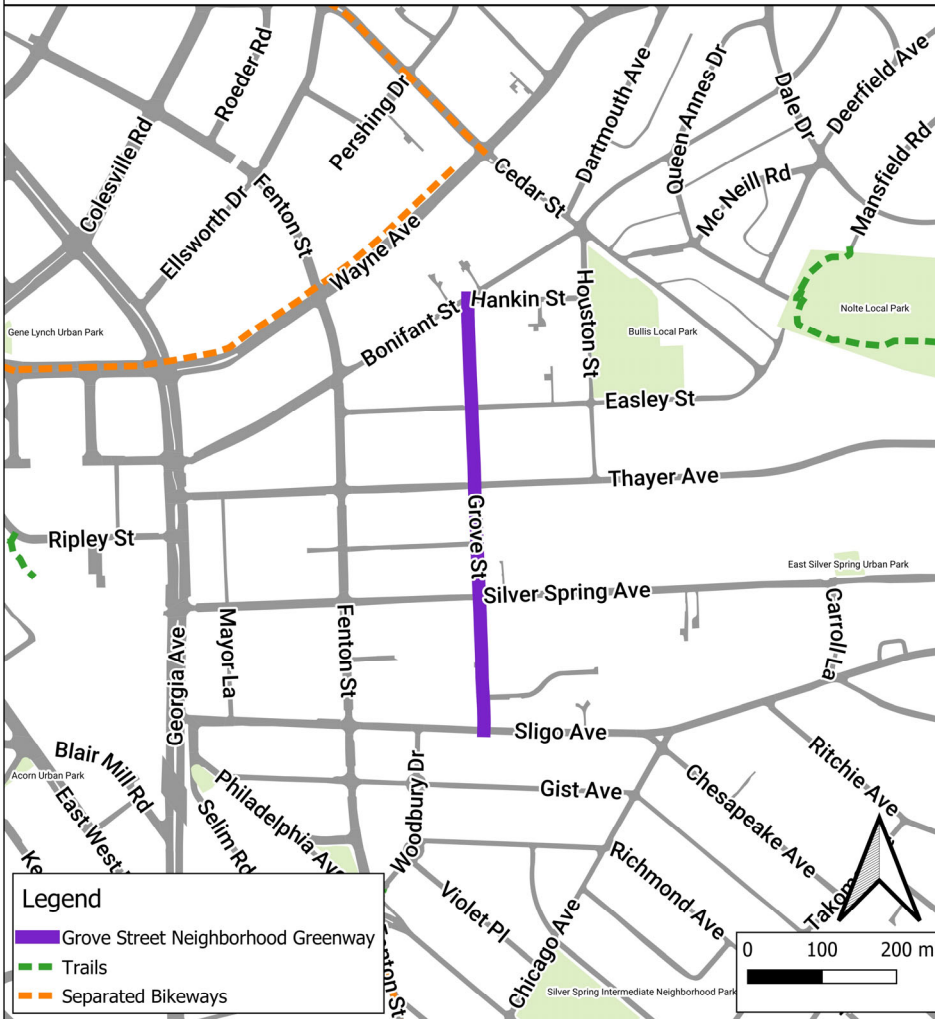 Roeder Rd
Pershing Dr
Dartmouth Ave
Queen Annes Dr
Dale Dr
Deerfield Ave
Mansfield Rd
Colesville Rd
Ellsworth Dr
Fenton St
Cedar St
Mc Neill Rd
Wayne Ave
Bonifant St
Hankin St
Houston St
Gene Lynch Urban Park
Bullis Local Park
Nolte Local Park
Easley St
Thayer Ave
Grove St
Ripley St
East Silver Spring Urban Park
Silver Spring Ave
Carroll La
Georgia Ave
Mayor La
Fenton St
Sligo Ave
Blair Mill Rd
Acorn Urban Park
East West
Philadelphia Ave
Selim Rd
Woodbury Dr
Gist Ave
Chesapeake Ave
Ritchie Ave
Richmond Ave
Violet Pl
Chicago Ave
Silver Spring Intermediate Neighborhood Park
Legend
Grove Street Neighborhood Greenway
Trails
Separated Bikeways
0 100 200 m